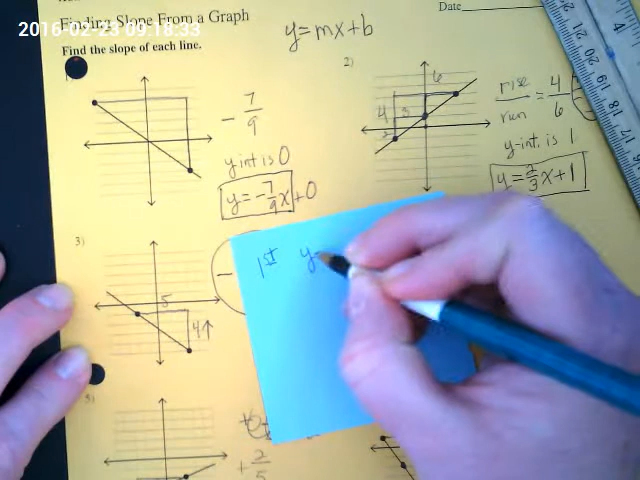 2016-02-23 09:18:33
Finding Slope From a Graph
Date
Find the slope of each line.
y=mx+b
2)
6
4
3
2
rise/run = 4/6
y-int. is 1
y=2/3x+1
-7/9
y int is 0
y=-7/9x+0
3)
5
4↑
1st y=
5)
+2/5